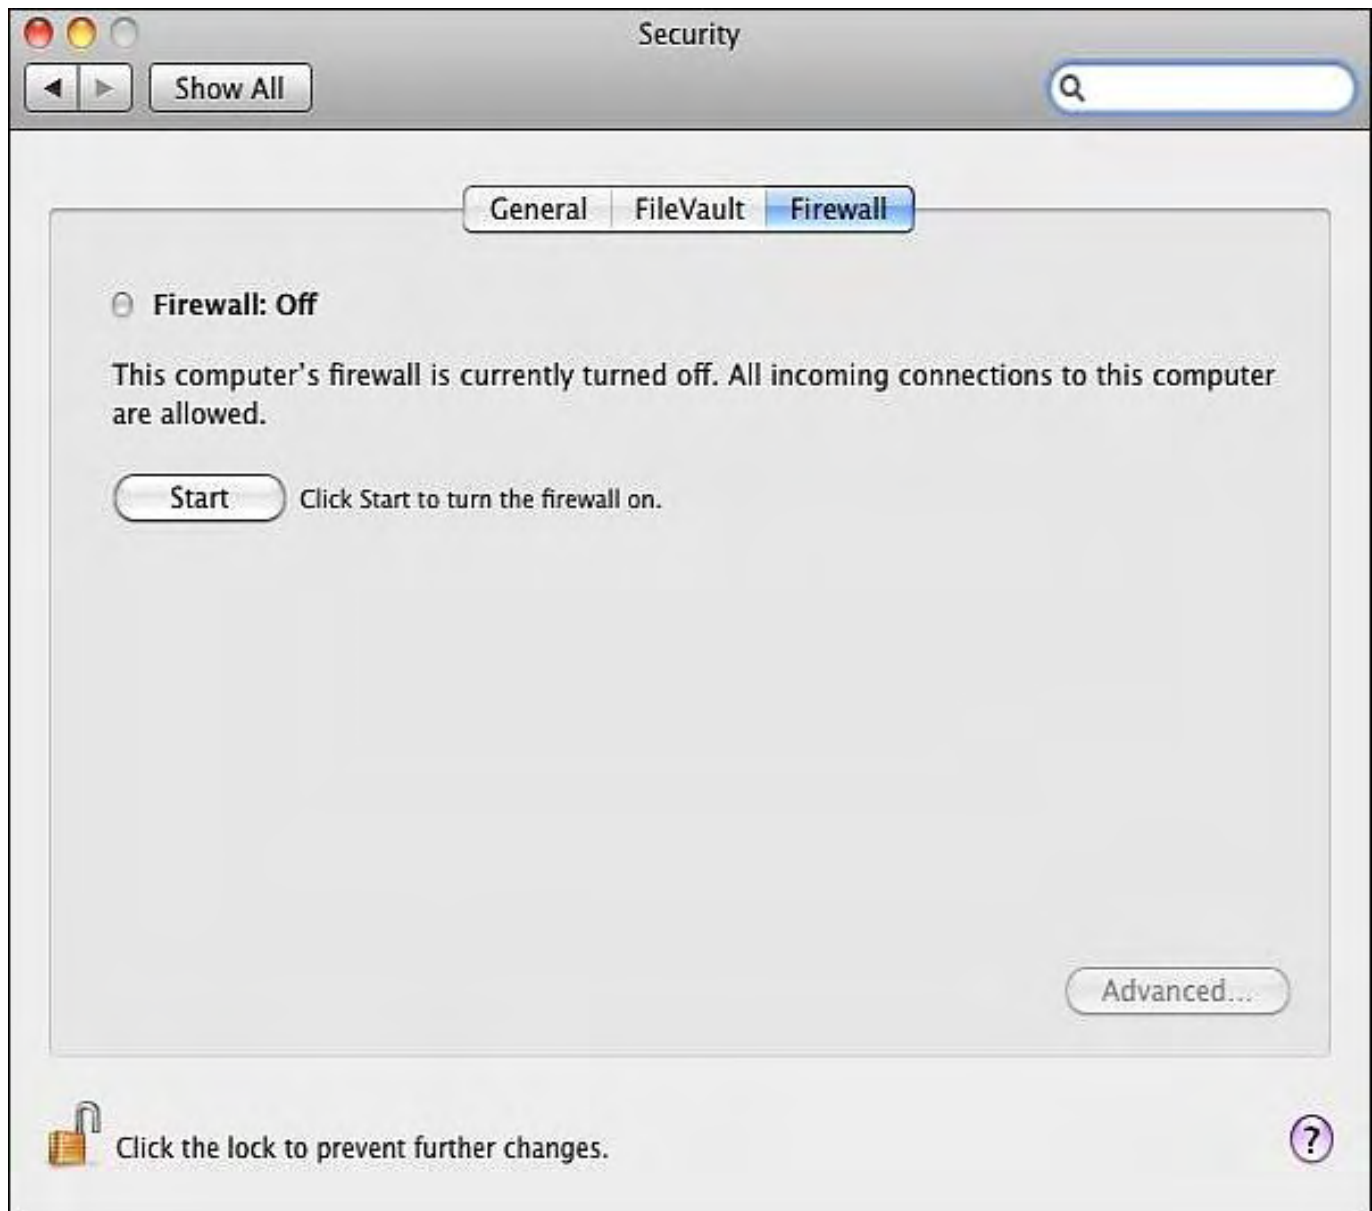 Security
Show All
General FileVault Firewall
Firewall: Off
This computer's firewall is currently turned off. All incoming connections to this computer
are allowed.
Start Click Start to turn the firewall on.
Advanced...
Click the lock to prevent further changes.
?